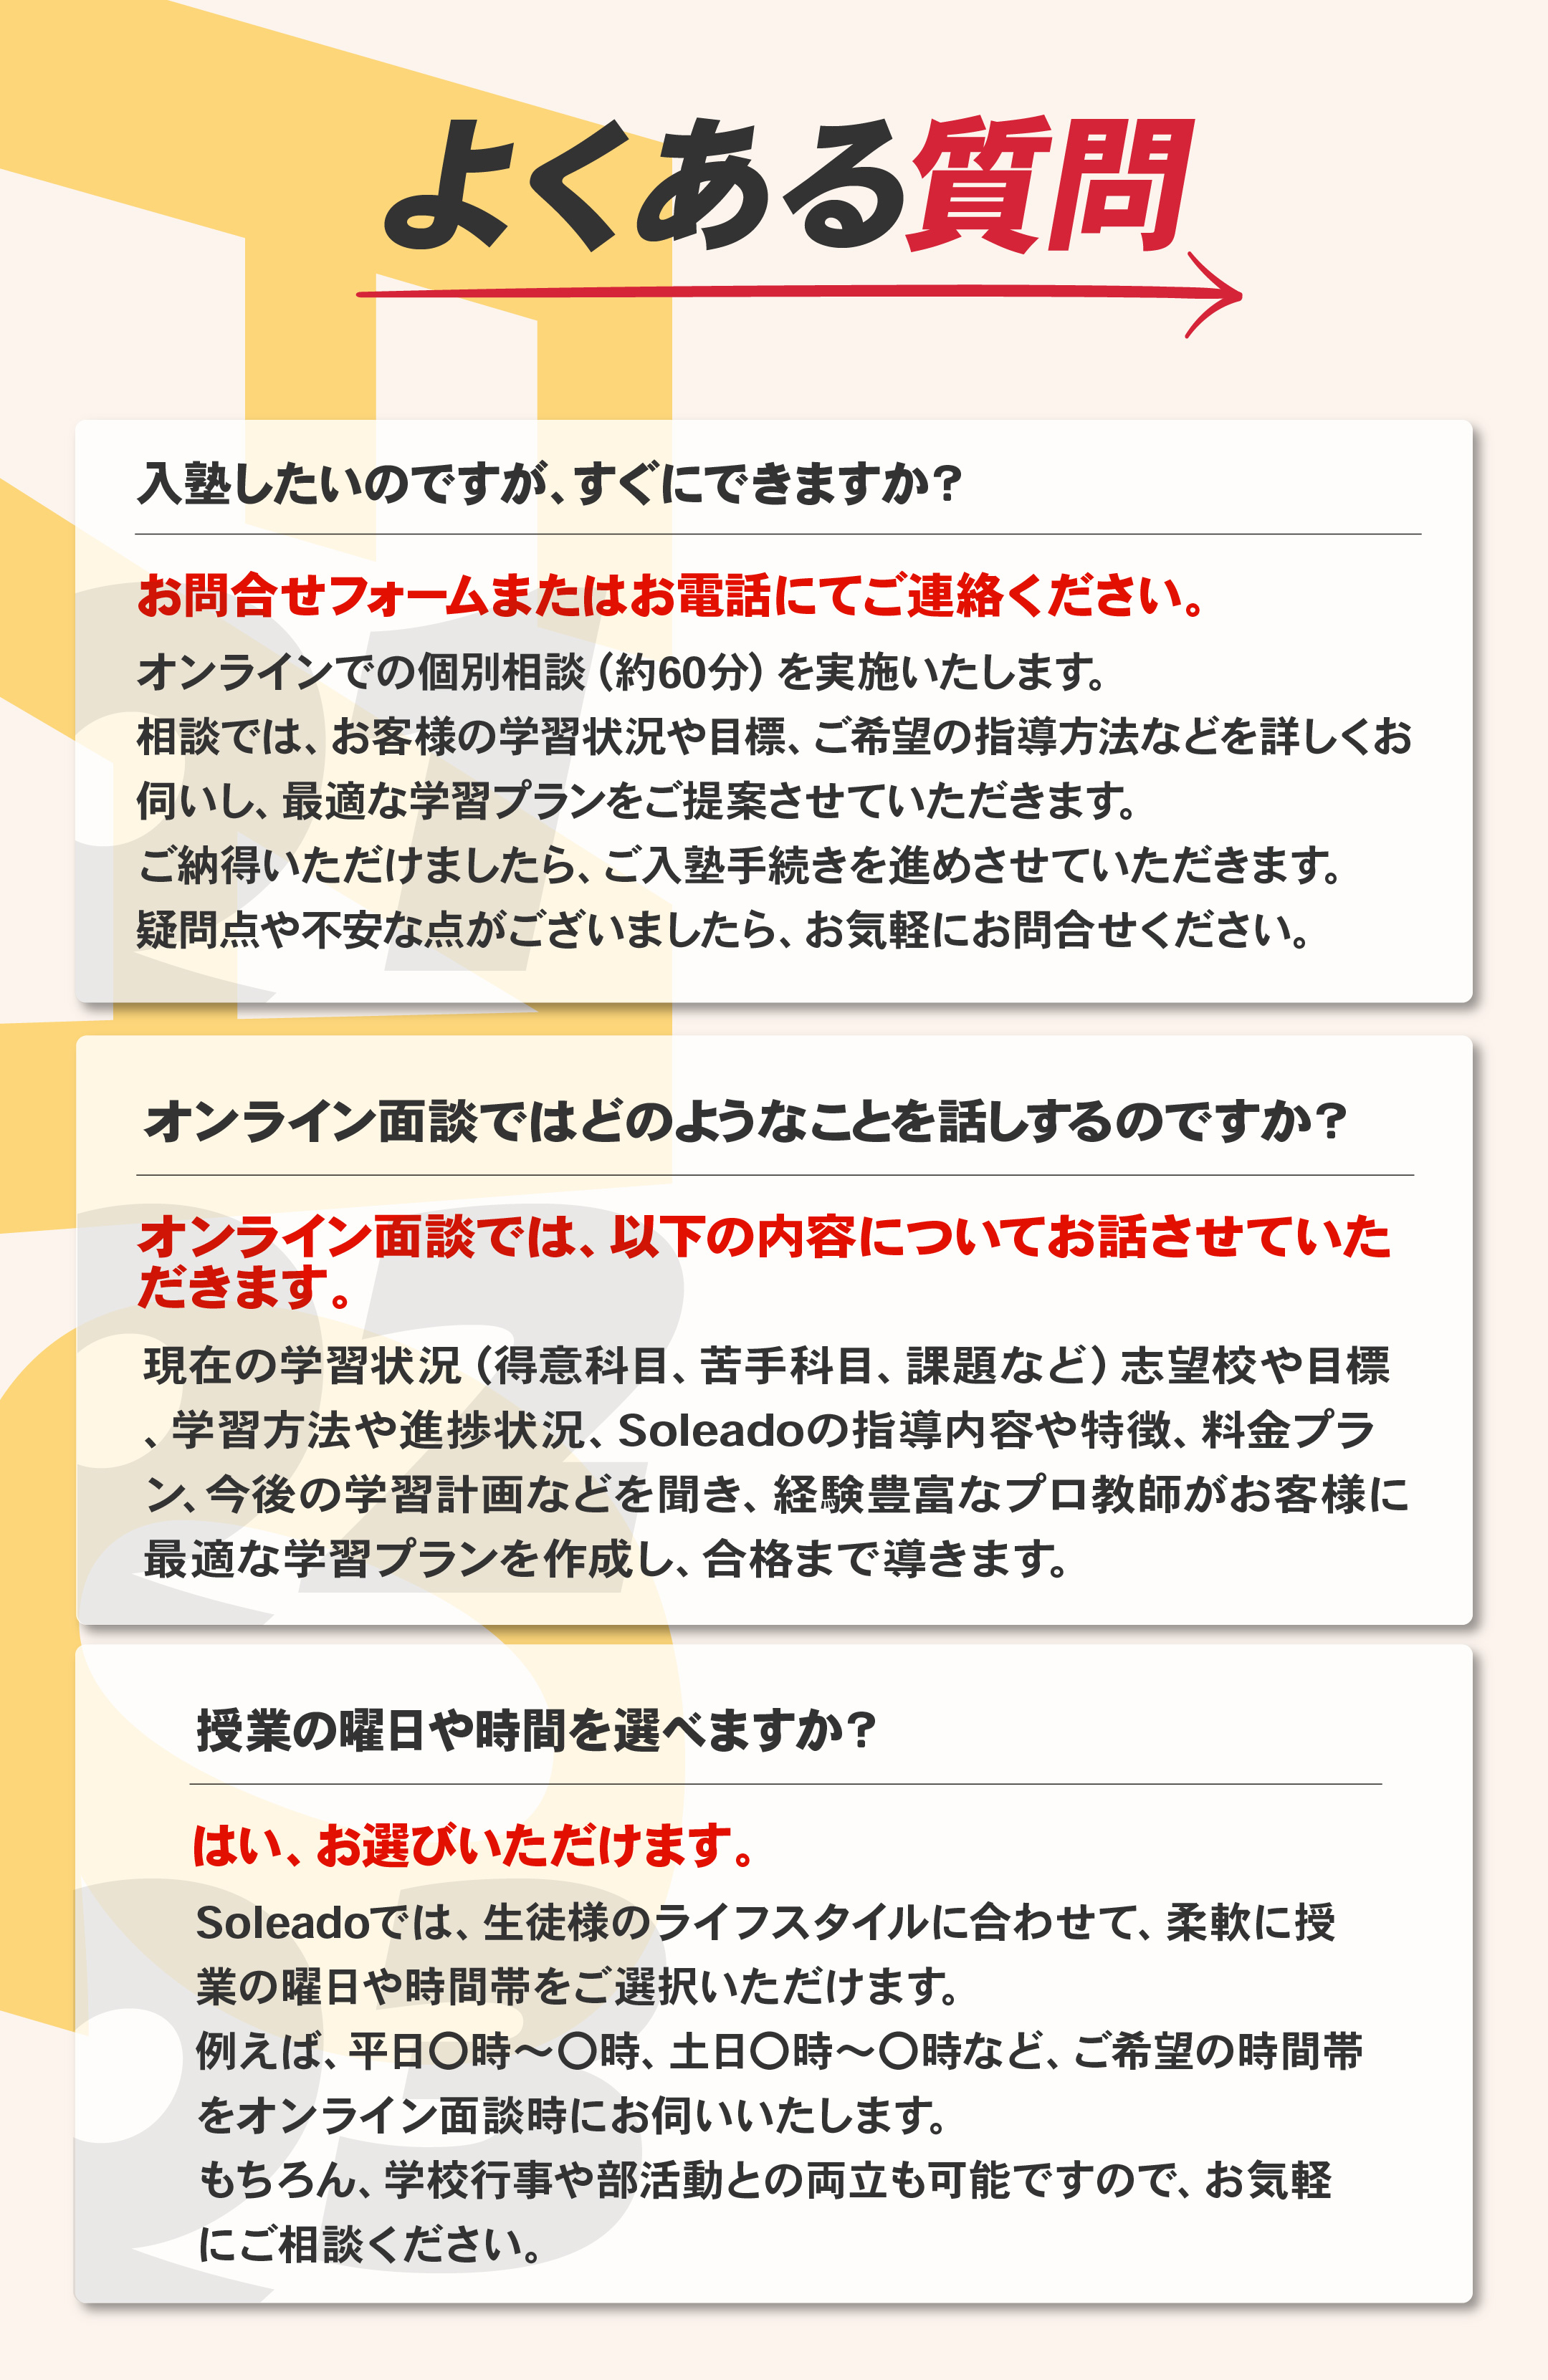 よくある質問
入塾したいのですが、すぐにできますか？
お問合せフォームまたはお電話にてご連絡ください。
オンラインでの個別相談（約60分）を実施いたします。
相談では、お客様の学習状況や目標、ご希望の指導方法などを詳しくお
伺いし、最適な学習プランをご提案させていただきます。
ご納得いただけましたら、ご入塾手続きを進めさせていただきます。
疑問点や不安な点がございましたら、お気軽にお問合せください。
Q1
オンライン面談ではどのようなことを話しするのですか？
オンライン面談では、以下の内容についてお話させていた
だきます。
現在の学習状況（得意科目、苦手科目、課題など）志望校や目標
、学習方法や進捗状況、Soleadoの指導内容や特徴、料金プラ
ン、今後の学習計画などを聞き、経験豊富なプロ教師がお客様に
最適な学習プランを作成し、合格まで導きます。
Q2
授業の曜日や時間を選べますか？
はい、お選びいただけます。
Soleadoでは、生徒様のライフスタイルに合わせて、柔軟に授
業の曜日や時間帯をご選択いただけます。
例えば、平日〇時〜〇時、土日〇時〜〇時など、ご希望の時間帯
をオンライン面談時にお伺いいたします。
もちろん、学校行事や部活動との両立も可能ですので、お気軽
にご相談ください。
Q3